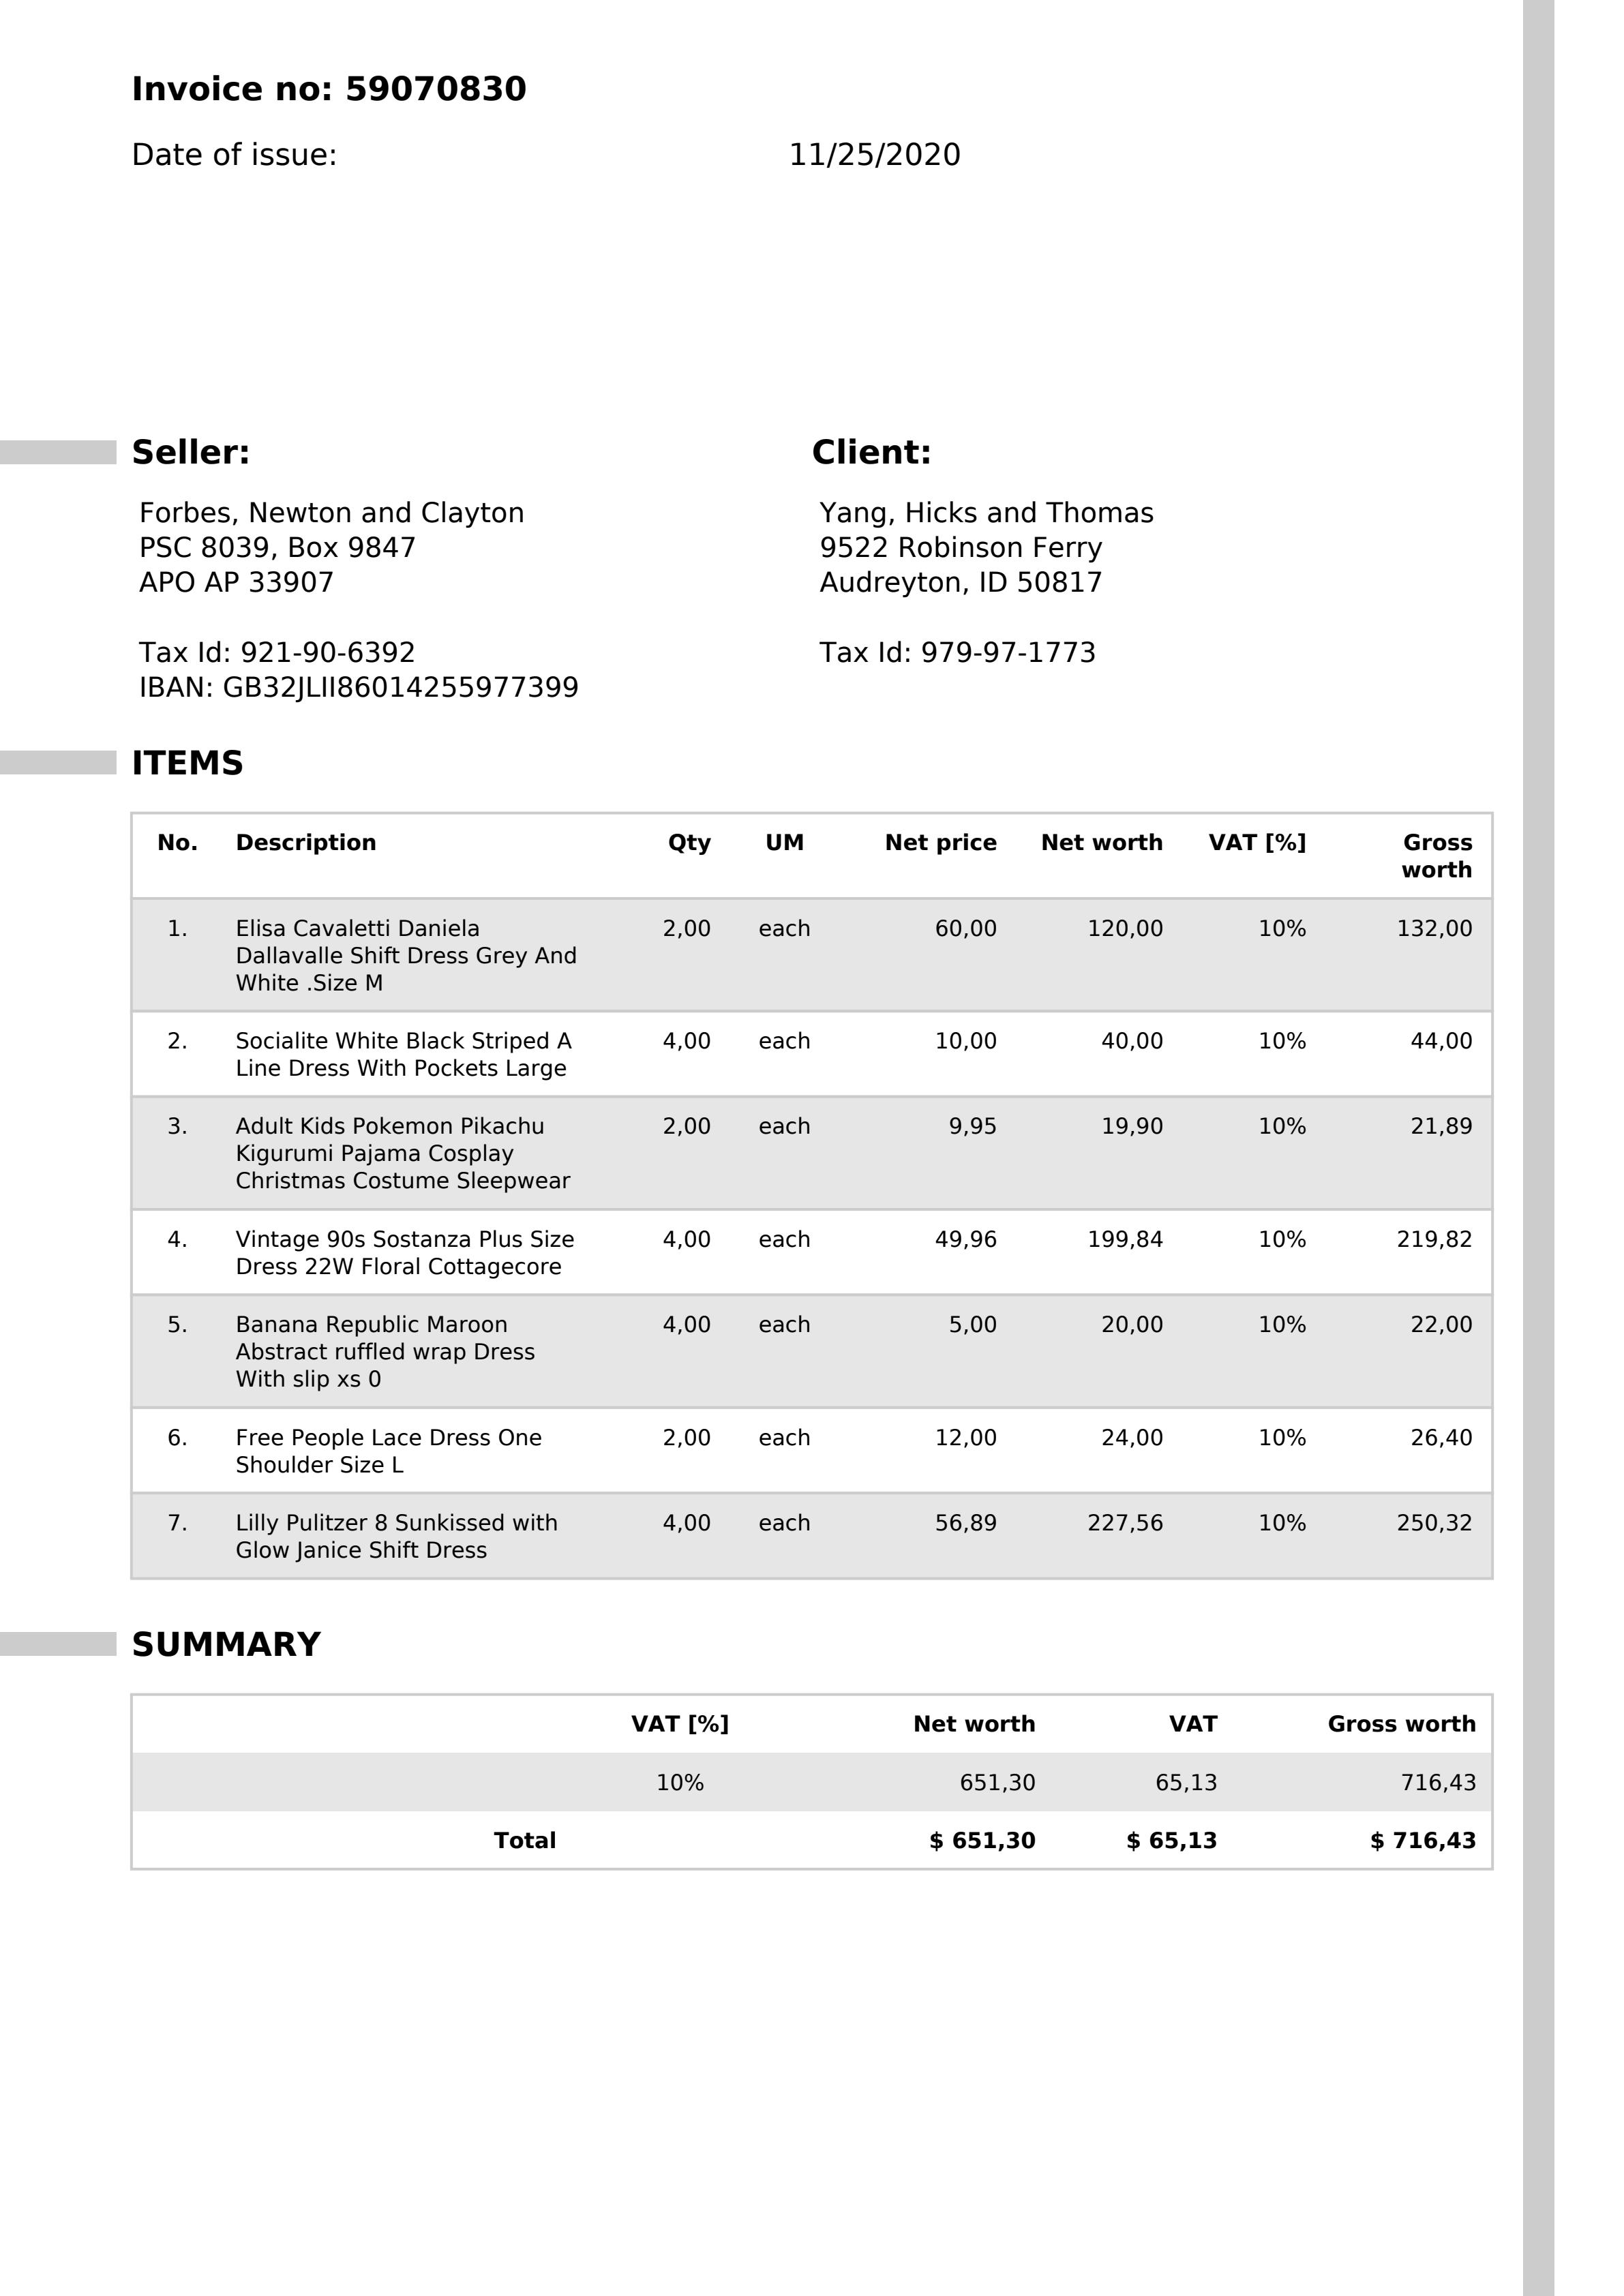 Invoice no: 59070830
Date of issue: 11/25/2020
Seller:
Forbes, Newton and Clayton
PSC 8039, Box 9847
APO AP 33907
Tax Id: 921-90-6392
IBAN: GB32JLII86014255977399
Client:
Yang, Hicks and Thomas
9522 Robinson Ferry
Audreyton, ID 50817
Tax Id: 979-97-1773
ITEMS
No. Description Qty UM Net price Net worth VAT [%] Gross
worth
1. Elisa Cavaletti Daniela 2,00 each 60,00 120,00 10% 132,00
Dallavalle Shift Dress Grey And
White .Size M
2. Socialite White Black Striped A 4,00 each 10,00 40,00 10% 44,00
Line Dress With Pockets Large
3. Adult Kids Pokemon Pikachu 2,00 each 9,95 19,90 10% 21,89
Kigurumi Pajama Cosplay
Christmas Costume Sleepwear
4. Vintage 90s Sostanza Plus Size 4,00 each 49,96 199,84 10% 219,82
Dress 22W Floral Cottagecore
5. Banana Republic Maroon 4,00 each 5,00 20,00 10% 22,00
Abstract ruffled wrap Dress
With slip xs 0
6. Free People Lace Dress One 2,00 each 12,00 24,00 10% 26,40
Shoulder Size L
7. Lilly Pulitzer 8 Sunkissed with 4,00 each 56,89 227,56 10% 250,32
Glow Janice Shift Dress
SUMMARY
VAT [%] Net worth VAT Gross worth
10% 651,30 65,13 716,43
Total $ 651,30 $ 65,13 $ 716,43